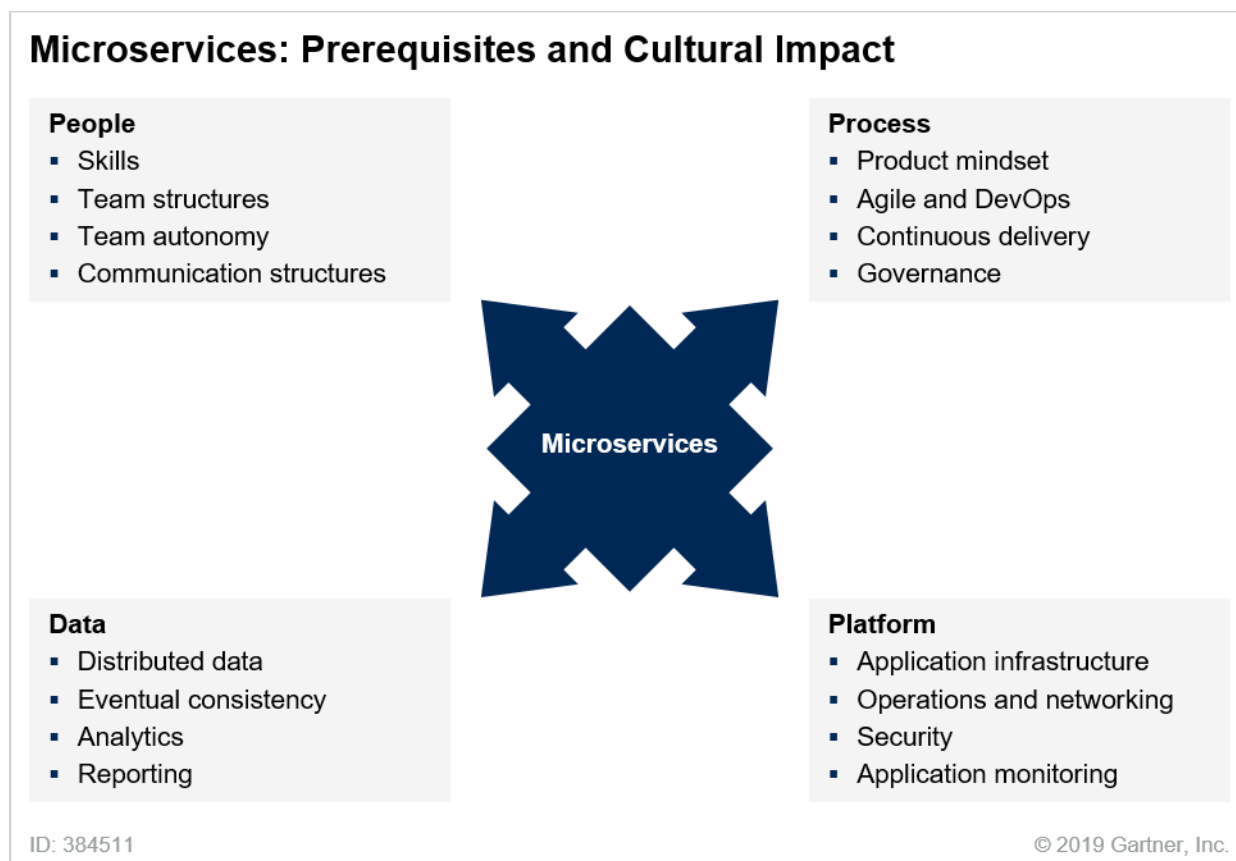 Microservices: Prerequisites and Cultural Impact
People
▪ Skills
▪ Team structures
▪ Team autonomy
▪ Communication structures
Process
▪ Product mindset
▪ Agile and DevOps
▪ Continuous delivery
▪ Governance
Microservices
Data
▪ Distributed data
▪ Eventual consistency
▪ Analytics
▪ Reporting
Platform
▪ Application infrastructure
▪ Operations and networking
▪ Security
▪ Application monitoring
ID: 384511
© 2019 Gartner, Inc.